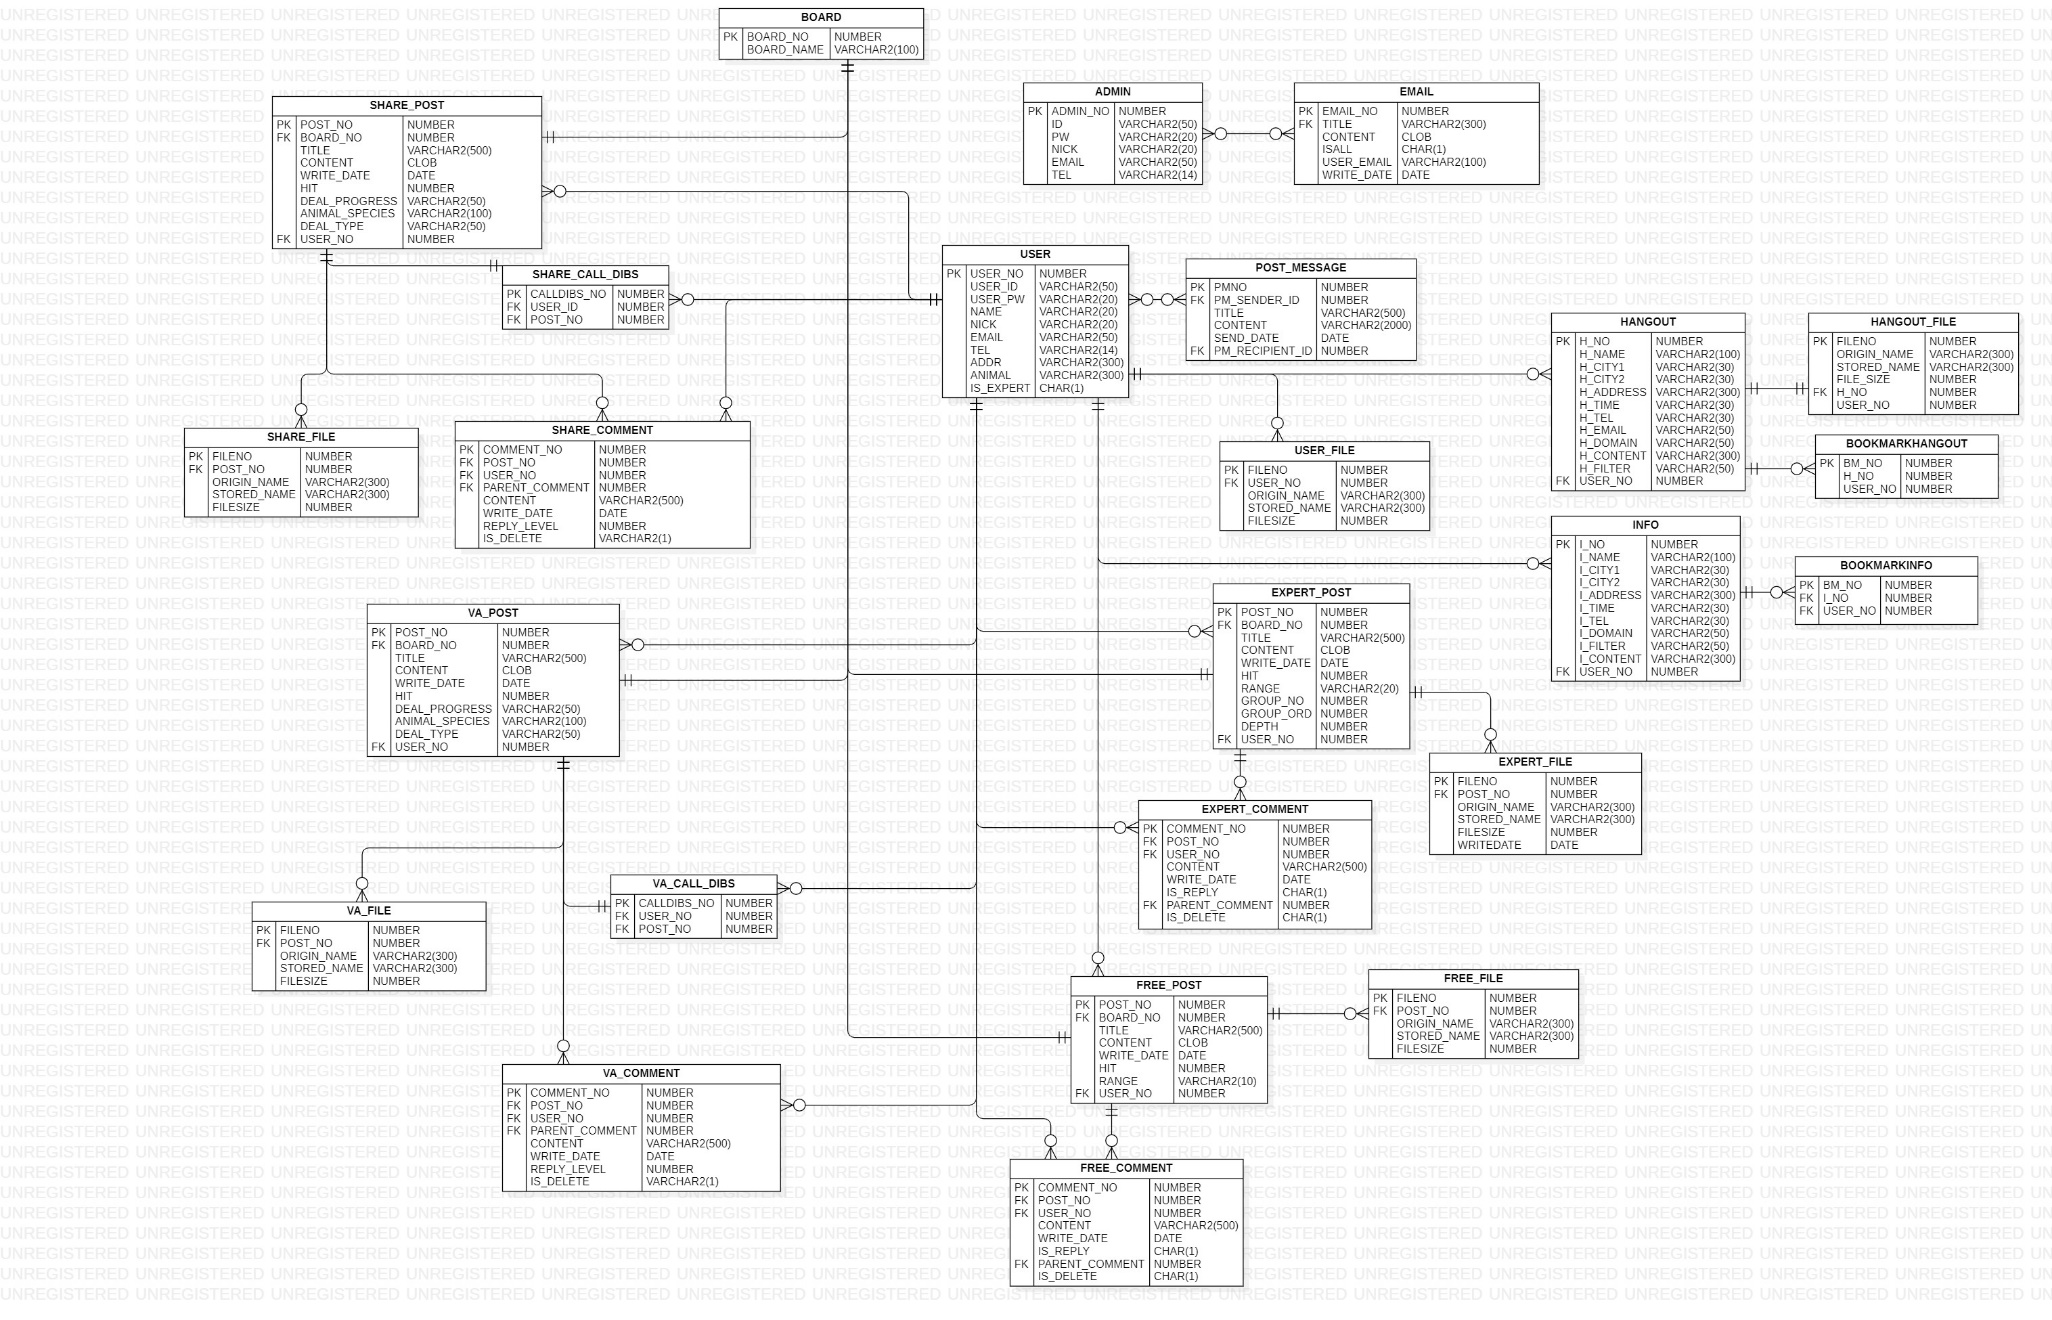 BOARD
PK BOARD_NO NUMBER
BOARD_NAME VARCHAR2(100)
SHARE_POST
PK POST_NO NUMBER
FK BOARD_NO NUMBER
TITLE VARCHAR2(500)
CONTENT CLOB
WRITE_DATE DATE
HIT NUMBER
DEAL_PROGRESS VARCHAR2(50)
ANIMAL_SPECIES VARCHAR2(100)
DEAL_TYPE VARCHAR2(50)
FK USER_NO NUMBER
ADMIN
PK ADMIN_NO NUMBER
ID VARCHAR2(50)
PW VARCHAR2(20)
NICK VARCHAR2(20)
EMAIL VARCHAR2(50)
TEL VARCHAR2(14)
EMAIL
PK EMAIL_NO NUMBER
FK TITLE VARCHAR2(300)
CONTENT CLOB
ISALL CHAR(1)
USER_EMAIL VARCHAR2(100)
WRITE_DATE DATE
SHARE_CALL_DIBS
PK CALLDIBS_NO NUMBER
FK USER_ID NUMBER
FK POST_NO NUMBER
USER
PK USER_NO NUMBER
USER_ID VARCHAR2(50)
USER_PW VARCHAR2(20)
NAME VARCHAR2(20)
NICK VARCHAR2(20)
EMAIL VARCHAR2(50)
TEL VARCHAR2(14)
ADDR VARCHAR2(300)
ANIMAL VARCHAR2(300)
IS_EXPERT CHAR(1)
POST_MESSAGE
PK PMNO NUMBER
FK PM_SENDER_ID NUMBER
TITLE VARCHAR2(500)
CONTENT VARCHAR2(2000)
SEND_DATE DATE
FK PM_RECIPIENT_ID NUMBER
HANGOUT
PK H_NO NUMBER
H_NAME VARCHAR2(100)
H_CITY1 VARCHAR2(30)
H_CITY2 VARCHAR2(30)
H_ADDRESS VARCHAR2(300)
H_TIME VARCHAR2(30)
H_TEL VARCHAR2(30)
H_EMAIL VARCHAR2(50)
H_DOMAIN VARCHAR2(50)
H_CONTENT VARCHAR2(300)
H_FILTER VARCHAR2(50)
FK USER_NO NUMBER
HANGOUT_FILE
PK FILENO NUMBER
ORIGIN_NAME VARCHAR2(300)
STORED_NAME VARCHAR2(300)
FILE_SIZE NUMBER
FK H_NO NUMBER
USER_NO NUMBER
BOOKMARKHANGOUT
PK BM_NO NUMBER
H_NO NUMBER
USER_NO NUMBER
SHARE_FILE
PK FILENO NUMBER
FK POST_NO NUMBER
ORIGIN_NAME VARCHAR2(300)
STORED_NAME VARCHAR2(300)
FILESIZE NUMBER
SHARE_COMMENT
PK COMMENT_NO NUMBER
FK POST_NO NUMBER
FK USER_NO NUMBER
FK PARENT_COMMENT NUMBER
CONTENT VARCHAR2(500)
WRITE_DATE DATE
REPLY_LEVEL NUMBER
IS_DELETE VARCHAR2(1)
USER_FILE
PK FILENO NUMBER
FK USER_NO NUMBER
ORIGIN_NAME VARCHAR2(300)
STORED_NAME VARCHAR2(300)
FILESIZE NUMBER
INFO
PK I_NO NUMBER
I_NAME VARCHAR2(100)
I_CITY1 VARCHAR2(30)
I_CITY2 VARCHAR2(30)
I_ADDRESS VARCHAR2(300)
I_TIME VARCHAR2(30)
I_TEL VARCHAR2(30)
I_DOMAIN VARCHAR2(50)
I_FILTER VARCHAR2(50)
I_CONTENT VARCHAR2(300)
FK USER_NO NUMBER
BOOKMARKINFO
PK BM_NO NUMBER
FK I_NO NUMBER
FK USER_NO NUMBER
VA_POST
PK POST_NO NUMBER
FK BOARD_NO NUMBER
TITLE VARCHAR2(500)
CONTENT CLOB
WRITE_DATE DATE
HIT NUMBER
DEAL_PROGRESS VARCHAR2(50)
ANIMAL_SPECIES VARCHAR2(100)
DEAL_TYPE VARCHAR2(50)
FK USER_NO NUMBER
EXPERT_POST
PK POST_NO NUMBER
FK BOARD_NO NUMBER
TITLE VARCHAR2(500)
CONTENT CLOB
WRITE_DATE DATE
HIT NUMBER
RANGE VARCHAR2(20)
GROUP_NO NUMBER
GROUP_ORD NUMBER
DEPTH NUMBER
FK USER_NO NUMBER
EXPERT_FILE
PK FILENO NUMBER
FK POST_NO NUMBER
ORIGIN_NAME VARCHAR2(300)
STORED_NAME VARCHAR2(300)
FILESIZE NUMBER
WRITEDATE DATE
EXPERT_COMMENT
PK COMMENT_NO NUMBER
FK POST_NO NUMBER
FK USER_NO NUMBER
CONTENT VARCHAR2(500)
WRITE_DATE DATE
IS_REPLY CHAR(1)
FK PARENT_COMMENT NUMBER
IS_DELETE CHAR(1)
VA_FILE
PK FILENO NUMBER
FK POST_NO NUMBER
ORIGIN_NAME VARCHAR2(300)
STORED_NAME VARCHAR2(300)
FILESIZE NUMBER
VA_CALL_DIBS
PK CALLDIBS_NO NUMBER
FK USER_NO NUMBER
FK POST_NO NUMBER
FREE_POST
PK POST_NO NUMBER
FK BOARD_NO NUMBER
TITLE VARCHAR2(500)
CONTENT CLOB
WRITE_DATE DATE
HIT NUMBER
RANGE VARCHAR2(10)
FK USER_NO NUMBER
FREE_FILE
PK FILENO NUMBER
FK POST_NO NUMBER
ORIGIN_NAME VARCHAR2(300)
STORED_NAME VARCHAR2(300)
FILESIZE NUMBER
VA_COMMENT
PK COMMENT_NO NUMBER
FK POST_NO NUMBER
FK USER_NO NUMBER
FK PARENT_COMMENT NUMBER
CONTENT VARCHAR2(500)
WRITE_DATE DATE
REPLY_LEVEL NUMBER
IS_DELETE VARCHAR2(1)
FREE_COMMENT
PK COMMENT_NO NUMBER
FK POST_NO NUMBER
FK USER_NO NUMBER
CONTENT VARCHAR2(500)
WRITE_DATE DATE
IS_REPLY CHAR(1)
FK PARENT_COMMENT NUMBER
IS_DELETE CHAR(1)
UNREGISTERED